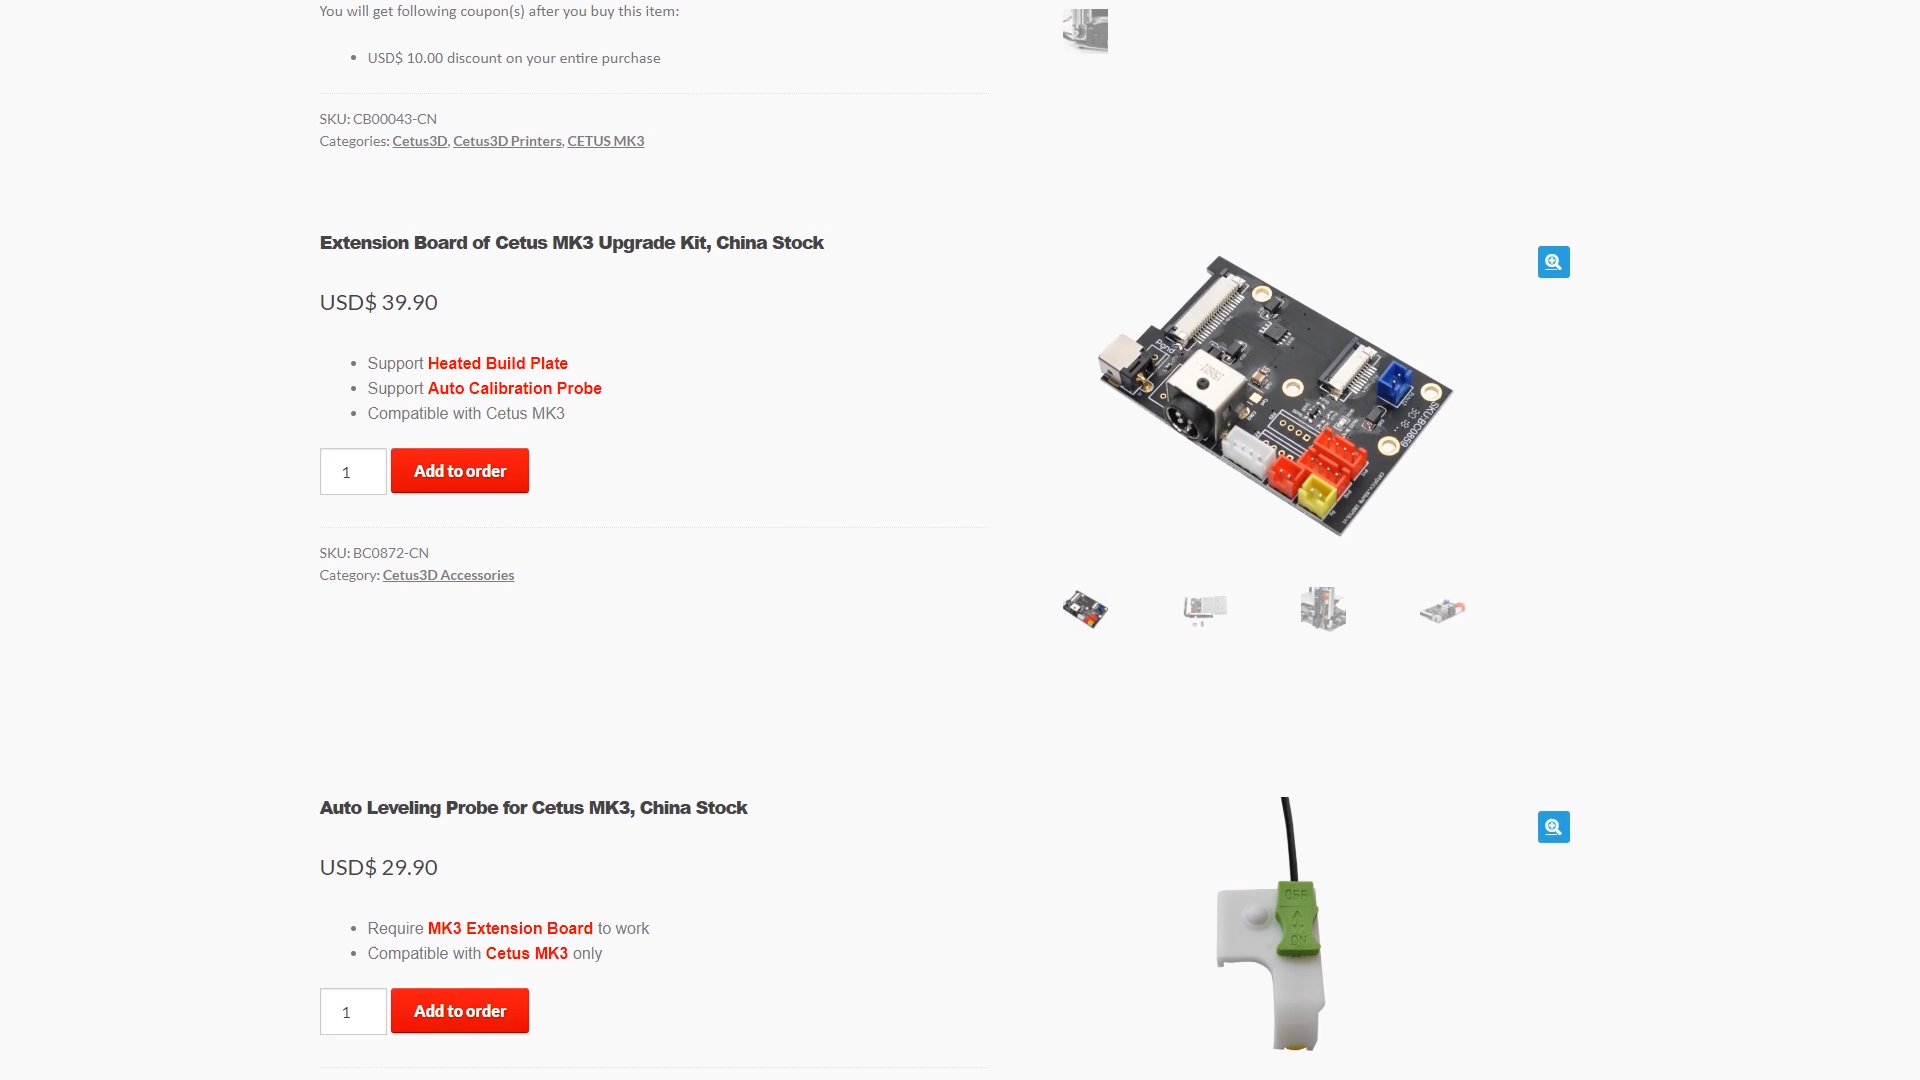 You will get following coupon(s) after you buy this item:
• USD$ 10.00 discount on your entire purchase
SKU: CB00043-CN
Categories: Cetus3D, Cetus3D Printers, CETUS MK3
Extension Board of Cetus MK3 Upgrade Kit, China Stock
USD$ 39.90
• Support Heated Build Plate
• Support Auto Calibration Probe
• Compatible with Cetus MK3
1 Add to order
SKU: BC0872-CN
Category: Cetus3D Accessories
SKU:BC0859
Auto Leveling Probe for Cetus MK3, China Stock
USD$ 29.90
• Require MK3 Extension Board to work
• Compatible with Cetus MK3 only
1 Add to order
OFF
ON